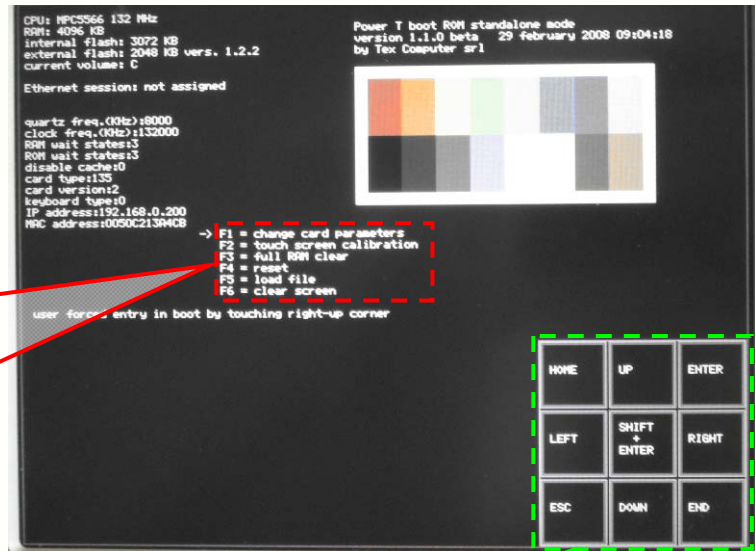 CPU: MPC5566 132 MHz
RAM: 4096 KB
internal flash: 3072 KB
external flash: 2048 KB vers. 1.2.2
current volume: C
Ethernet session: not assigned
quartz freq.(KHz):8000
clock freq.(KHz):132000
RAM wait states:3
ROM wait states:3
disable cache:0
card type:135
card version:2
keyboard type:0
IP address:192.168.0.200
MAC address:0050C213A4CB
Power T boot ROM standalone mode
version 1.1.0 beta 29 february 2008 09:04:18
by Tex Computer srl
-> F1 = change card parameters
F2 = touch screen calibration
F3 = full RAM clear
F4 = reset
F5 = load file
F6 = clear screen
user forced entry in boot by touching right-up corner
HOME UP ENTER
LEFT SHIFT + ENTER RIGHT
ESC DOWN END